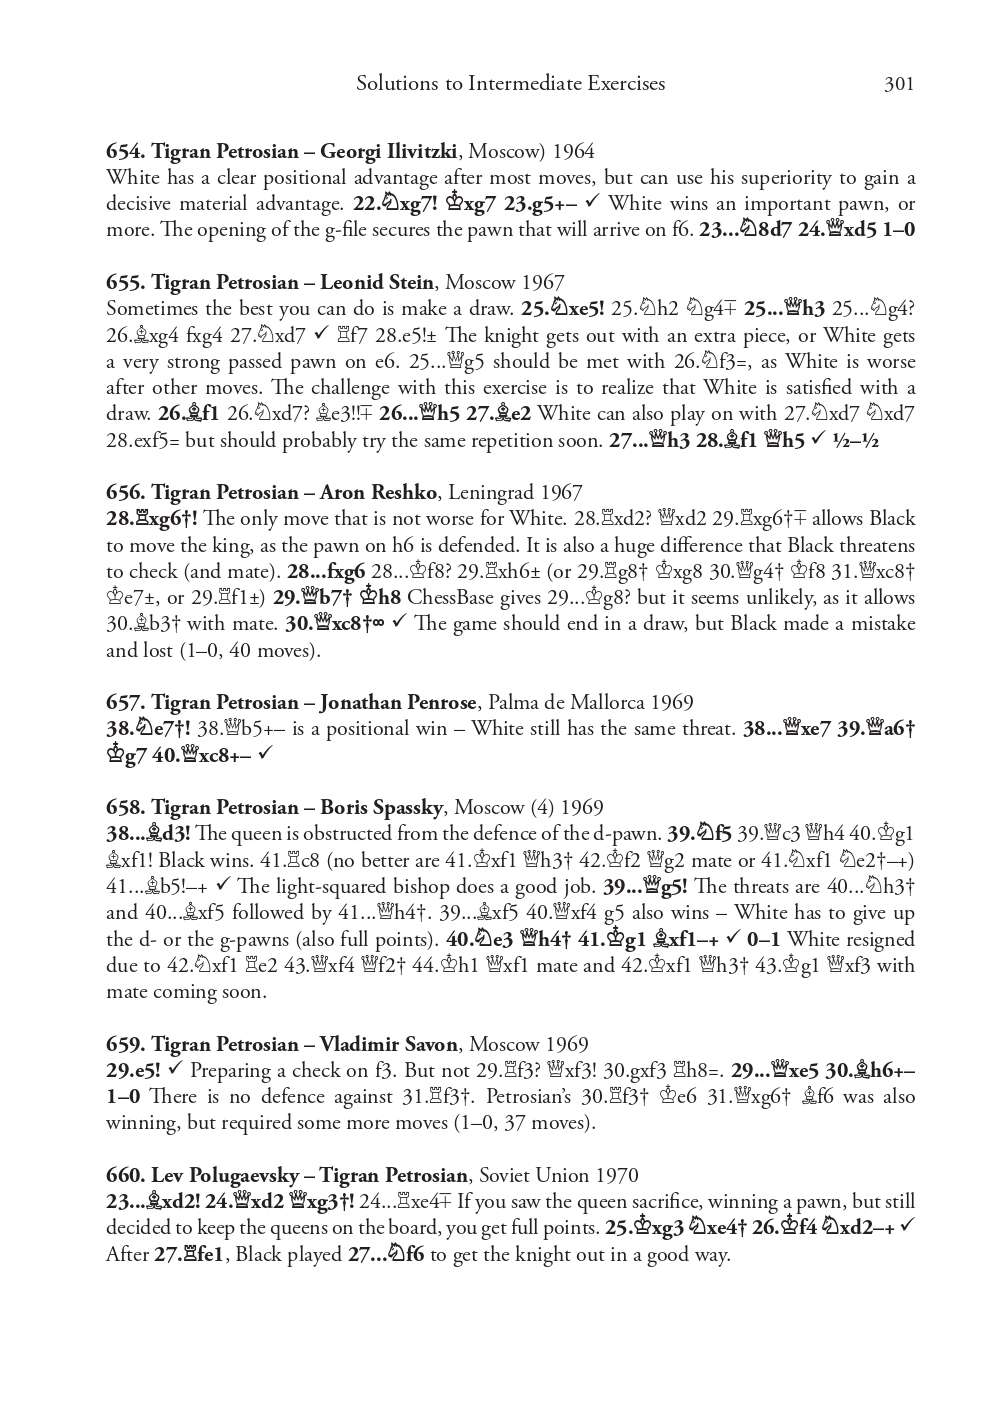 Solutions to Intermediate Exercises 301
654. Tigran Petrosian – Georgi Ilivitzki, Moscow) 1964
White has a clear positional advantage after most moves, but can use his superiority to gain a
decisive material advantage. 22.♘xg7! ♔xg7 23.g5+– ✓ White wins an important pawn, or
more. The opening of the g-file secures the pawn that will arrive on f6. 23...♘8d7 24.♕xd5 1–0
655. Tigran Petrosian – Leonid Stein, Moscow 1967
Sometimes the best you can do is make a draw. 25.♘xe5! 25.♘h2 ♘g4∓ 25...♕h3 25...♘g4?
26.♗xg4 fxg4 27.♘xd7 ✓ ♖f7 28.e5!± The knight gets out with an extra piece, or White gets
a very strong passed pawn on e6. 25...♕g5 should be met with 26.♘f3=, as White is worse
after other moves. The challenge with this exercise is to realize that White is satisfied with a
draw. 26.♗f1 26.♘xd7? ♗e3!!∓ 26...♕h5 27.♗e2 White can also play on with 27.♘xd7 ♘xd7
28.exf5= but should probably try the same repetition soon. 27...♕h3 28.♗f1 ♕h5 ✓ ½–½
656. Tigran Petrosian – Aron Reshko, Leningrad 1967
28.♖xg6†! The only move that is not worse for White. 28.♖xd2? ♕xd2 29.♖xg6†∓ allows Black
to move the king, as the pawn on h6 is defended. It is also a huge difference that Black threatens
to check (and mate). 28...fxg6 28...♔f8? 29.♖xh6± (or 29.♖g8† ♔xg8 30.♕g4† ♔f8 31.♕xc8†
♔e7±, or 29.♖f1±) 29.♕b7† ♔h8 ChessBase gives 29...♔g8? but it seems unlikely, as it allows
30.♗b3† with mate. 30.♕xc8†∞ ✓ The game should end in a draw, but Black made a mistake
and lost (1–0, 40 moves).
657. Tigran Petrosian – Jonathan Penrose, Palma de Mallorca 1969
38.♘e7†! 38.♕b5+– is a positional win – White still has the same threat. 38...♕xe7 39.♕a6†
♔g7 40.♕xc8+– ✓
658. Tigran Petrosian – Boris Spassky, Moscow (4) 1969
38...♗d3! The queen is obstructed from the defence of the d-pawn. 39.♘f5 39.♕c3 ♕h4 40.♔g1
♗xf1! Black wins. 41.♖c8 (no better are 41.♔xf1 ♕h3† 42.♔f2 ♕g2 mate or 41.♘xf1 ♘e2†–+)
41...♗b5!–+ ✓ The light-squared bishop does a good job. 39...♕g5! The threats are 40...♘h3†
and 40...♗xf5 followed by 41...♕h4†. 39...♗xf5 40.♕xf4 g5 also wins – White has to give up
the d- or the g-pawns (also full points). 40.♘e3 ♕h4† 41.♔g1 ♗xf1–+ ✓ 0–1 White resigned
due to 42.♘xf1 ♖e2 43.♕xf4 ♕f2† 44.♔h1 ♕xf1 mate and 42.♔xf1 ♕h3† 43.♔g1 ♕xf3 with
mate coming soon.
659. Tigran Petrosian – Vladimir Savon, Moscow 1969
29.e5! ✓ Preparing a check on f3. But not 29.♖f3? ♕xf3! 30.gxf3 ♖h8=. 29...♕xe5 30.♗h6+–
1–0 There is no defence against 31.♖f3†. Petrosian’s 30.♖f3† ♔e6 31.♕xg6† ♗f6 was also
winning, but required some more moves (1–0, 37 moves).
660. Lev Polugaevsky – Tigran Petrosian, Soviet Union 1970
23...♗xd2! 24.♕xd2 ♕xg3†! 24...♖xe4∓ If you saw the queen sacrifice, winning a pawn, but still
decided to keep the queens on the board, you get full points. 25.♔xg3 ♘xe4† 26.♔f4 ♘xd2–+ ✓
After 27.♖fe1, Black played 27...♘f6 to get the knight out in a good way.